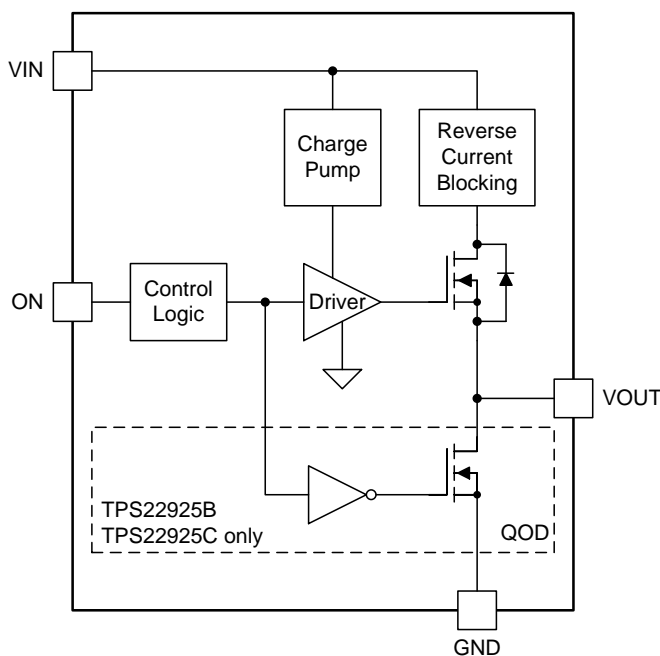 VIN
Charge
Pump
Reverse
Current
Blocking
ON
Control
Logic
Driver
VOUT
TPS22925B
TPS22925C only
QOD
GND